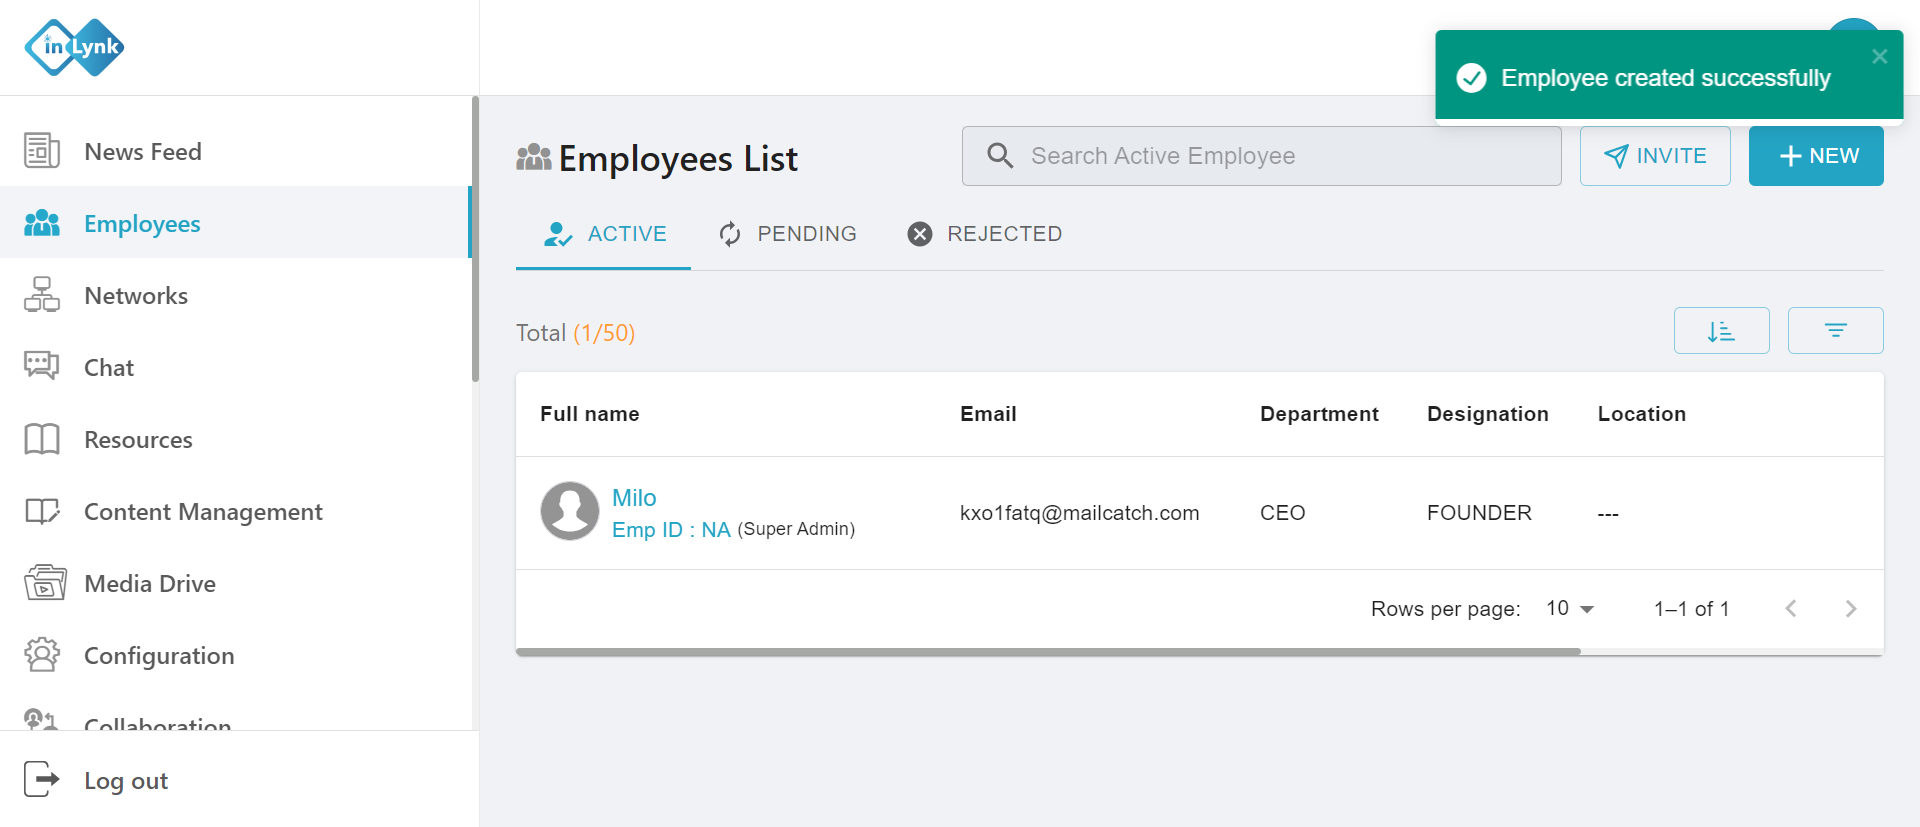 inLynk
Employee created successfully
News Feed
Employees
Networks
Chat
Resources
Content Management
Media Drive
Configuration
Collaboration
Log out
Employees List
Search Active Employee
INVITE
NEW
ACTIVE PENDING REJECTED
Total (1/50)
Full name Email Department Designation Location
Milo
Emp ID : NA (Super Admin) kxo1fatq@mailcatch.com CEO FOUNDER ---
Rows per page: 10 1–1 of 1